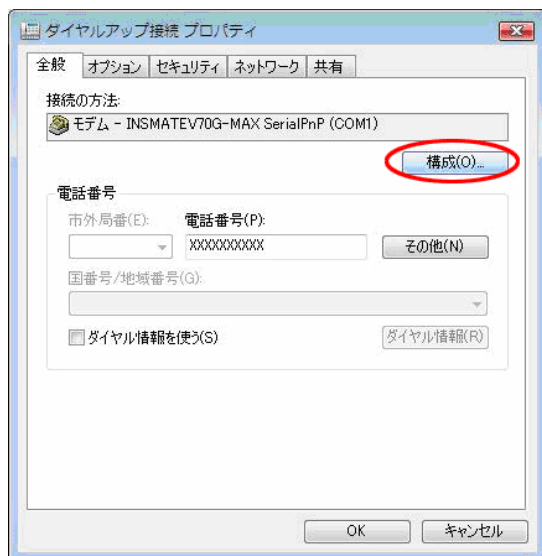 ダイヤルアップ接続 プロパティ
全般 オプション セキュリティ ネットワーク 共有
接続の方法:
モデム - INSMATEV70G-MAX SerialPnP (COM1)
構成(O)...
電話番号
市外局番(E): 電話番号(P):
XXXXXXXXXX その他(N)
国番号/地域番号(G):
ダイヤル情報を使う(S) ダイヤル情報(R)
OK キャンセル